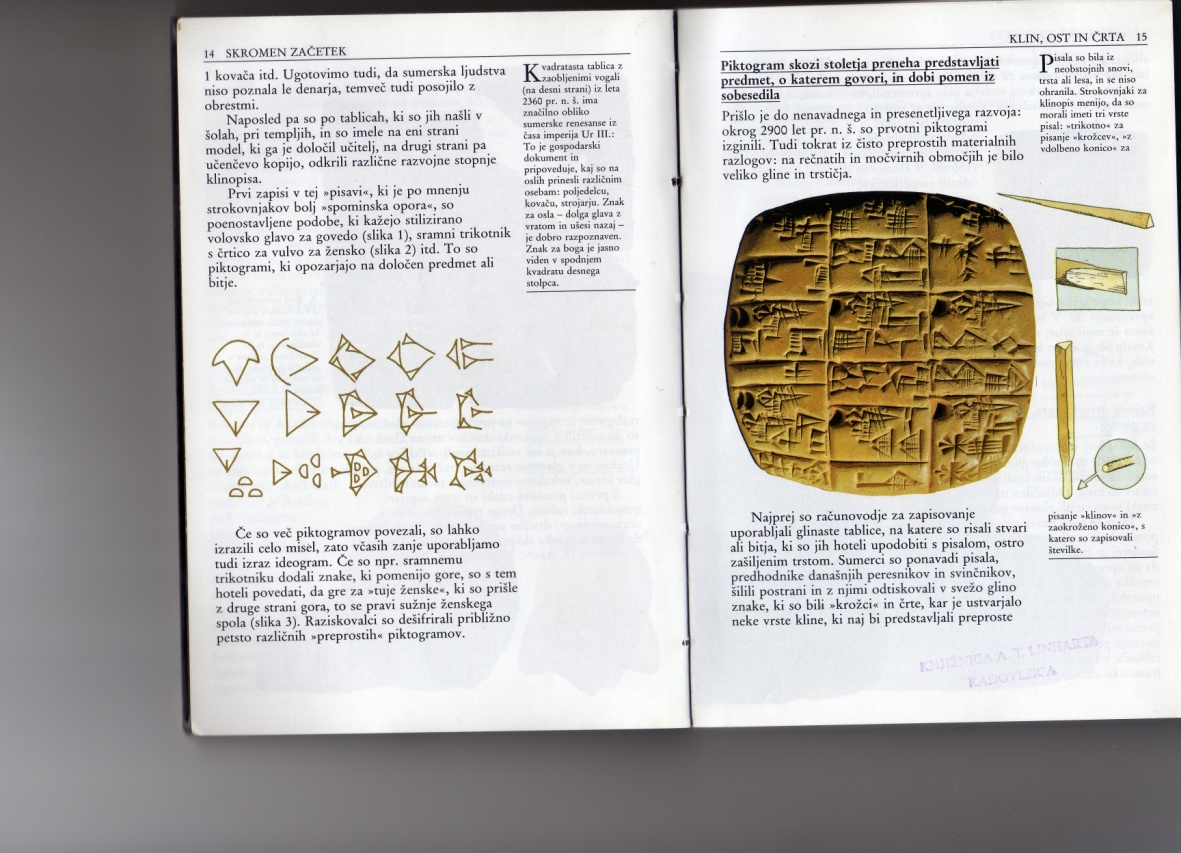 14 SKROMEN ZAČETEK
1 kovača itd. Ugotovimo tudi, da sumerska ljudstva
niso poznala le denarja, temveč tudi posojilo z
obrestmi.
Naposled pa so po tablicah, ki so jih našli v
šolah, pri templjih, in so imele na eni strani
model, ki ga je določil učitelj, na drugi strani pa
učenčevo kopijo, odkrili različne razvojne stopnje
klinopisa.
Prvi zapisi v tej »pisavi«, ki je po mnenju
strokovnjakov bolj »spominska opora«, so
poenostavljene podobe, ki kažejo stilizirano
volovsko glavo za govedo (slika 1), sramni trikotnik
s črtico za vulvo za žensko (slika 2) itd. To so
piktogrami, ki opozarjajo na določen predmet ali
bitje.
Kvadratasta tablica z
zzaobljenimi vogali
(na desni strani) iz leta
2360 pr. n. š. ima
značilno obliko
sumerske renesanse iz
časa imperija Ur III.:
To je gospodarski
dokument in
pripoveduje, kaj so na
oslih prinesli različnim
osebam: poljedelcu,
kovaču, strojarju. Znak
za osla – dolga glava z
vratom in ušesi nazaj –
je dobro razpoznaven.
Znak za boga je jasno
viden v spodnjem
kvadratu desnega
stolpca.
Če so več piktogramov povezali, so lahko
izrazili celo misel, zato včasih zanje uporabljamo
tudi izraz ideogram. Če so npr. sramnemu
trikotniku dodali znake, ki pomenijo gore, so s tem
hoteli povedati, da gre za »tuje ženske«, ki so prišle
z druge strani gora, to se pravi sužnje ženskega
spola (slika 3). Raziskovalci so dešifrirali približno
petsto različnih »preprostih« piktogramov.
KLIN, OST IN ČRTA 15
Piktogram skozi stoletja preneha predstavljati
predmet, o katerem govori, in dobi pomen iz
sobesedila
Prišlo je do nenavadnega in presenetljivega razvoja:
okrog 2900 let pr. n. š. so prvotni piktogrami
izginili. Tudi tokrat iz čisto preprostih materialnih
razlogov: na rečnatih in močvirnih območjih je bilo
veliko gline in trstičja.
Pisala so bila iz
neobstojnih snovi,
trsta ali lesa, in se niso
ohranila. Strokovnjaki za
klinopis menijo, da so
morali imeti tri vrste
pisal: »trikotno« za
pisanje »krožcev«, »z
vdolbeno konico« za
pisanje »klinov« in »z
zaokroženo konico«, s
katero so zapisovali
številke.
Najprej so računovodje za zapisovanje
uporabljali glinaste tablice, na katere so risali stvari
ali bitja, ki so jih hoteli upodobiti s pisalom, ostro
zašiljenim trstom. Sumerci so ponavadi pisala,
predhodnike današnjih peresnikov in svinčnikov,
šilili postrani in z njimi odtiskovali v svežo glino
znake, ki so bili »krožci« in črte, kar je ustvarjalo
neke vrste kline, ki naj bi predstavljali preproste
KNJIŽNICA A. T. LINHARTA
RADOVLJICA